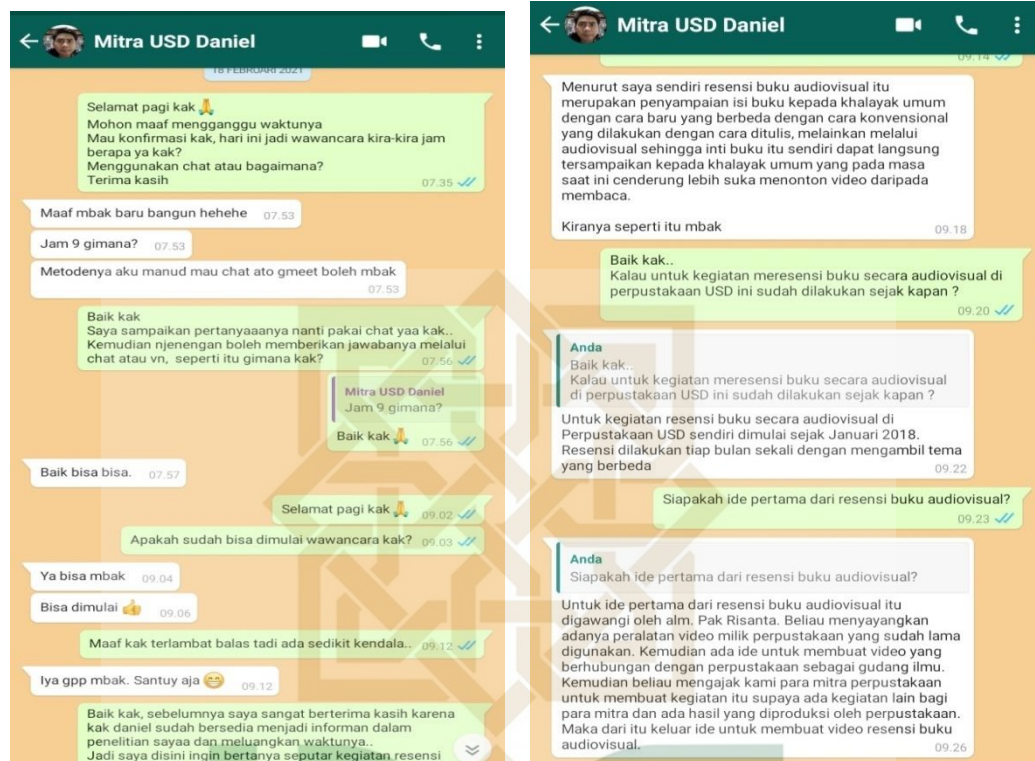 Mitra USD Daniel
18 FEBRUARI 2021
Selamat pagi kak 🙏
Mohon maaf mengganggu waktunya
Mau konfirmasi kak, hari ini jadi wawancara kira-kira jam
berapa ya kak?
Menggunakan chat atau bagaimana?
Terima kasih
07.35
Maaf mbak baru bangun hehehe 07.53
Jam 9 gimana? 07.53
Metodenya aku manud mau chat ato gmeet boleh mbak
07.53
Baik kak
Saya sampaikan pertanyaaanya nanti pakai chat yaa kak..
Kemudian njenengan boleh memberikan jawabanya melalui
chat atau vn, seperti itu gimana kak? 07.56
Mitra USD Daniel
Jam 9 gimana?
Baik kak 🙏 07.56
Baik bisa bisa. 07.57
Selamat pagi kak 🙏 09.02
Apakah sudah bisa dimulai wawancara kak? 09.03
Ya bisa mbak 09.04
Bisa dimulai 👍 09.06
Maaf kak terlambat balas tadi ada sedikit kendala.. 09.12
Iya gpp mbak. Santuy aja 😁 09.12
Baik kak, sebelumnya saya sangat berterima kasih karena
kak daniel sudah bersedia menjadi informan dalam
penelitian sayaa dan meluangkan waktunya..
Jadi saya disini ingin bertanya seputar kegiatan resensi
Mitra USD Daniel
09.14
Menurut saya sendiri resensi buku audiovisual itu
merupakan penyampaian isi buku kepada khalayak umum
dengan cara baru yang berbeda dengan cara konvensional
yang dilakukan dengan cara ditulis, melainkan melalui
audiovisual sehingga inti buku itu sendiri dapat langsung
tersampaikan kepada khalayak umum yang pada masa
saat ini cenderung lebih suka menonton video daripada
membaca.
Kiranya seperti itu mbak 09.18
Baik kak..
Kalau untuk kegiatan meresensi buku secara audiovisual di
perpustakaan USD ini sudah dilakukan sejak kapan ?
09.20
Anda
Baik kak..
Kalau untuk kegiatan meresensi buku secara audiovisual
di perpustakaan USD ini sudah dilakukan sejak kapan ?
Untuk kegiatan resensi buku secara audiovisual di
Perpustakaan USD sendiri dimulai sejak Januari 2018.
Resensi dilakukan tiap bulan sekali dengan mengambil tema
yang berbeda 09.22
Siapakah ide pertama dari resensi buku audiovisual?
09.23
Anda
Siapakah ide pertama dari resensi buku audiovisual?
Untuk ide pertama dari resensi buku audiovisual itu
digawangi oleh alm. Pak Risanta. Beliau menyayangkan
adanya peralatan video milik perpustakaan yang sudah lama
digunakan. Kemudian ada ide untuk membuat video yang
berhubungan dengan perpustakaan sebagai gudang ilmu.
Kemudian beliau mengajak kami para mitra perpustakaan
untuk membuat kegiatan itu supaya ada kegiatan lain bagi
para mitra dan ada hasil yang diproduksi oleh perpustakaan.
Maka dari itu keluar ide untuk membuat video resensi buku
audiovisual. 09.26